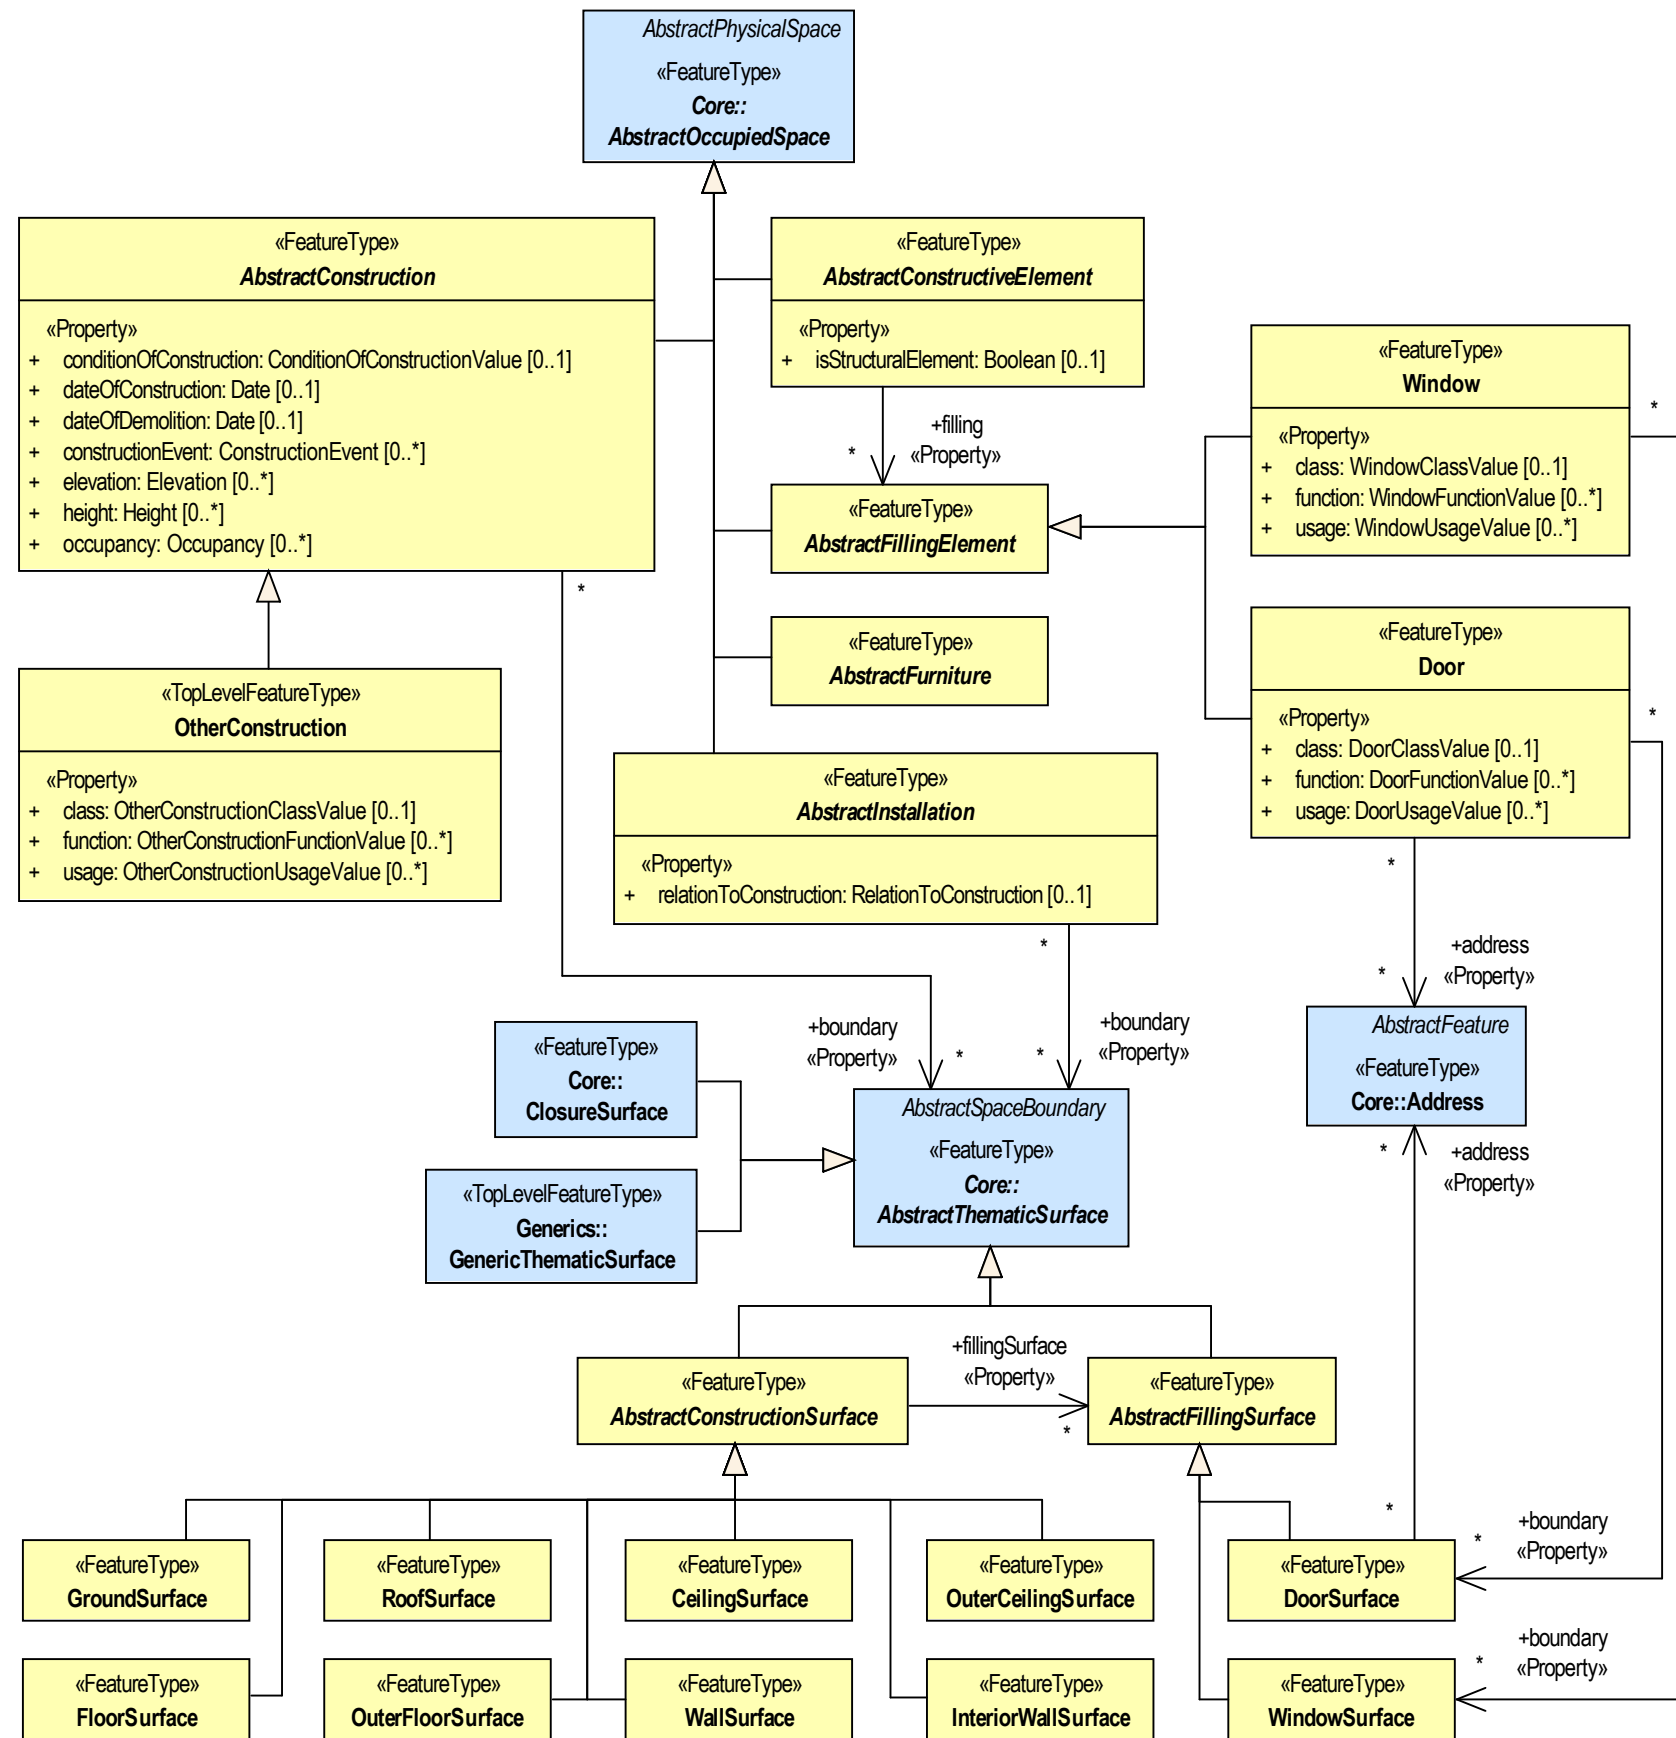 AbstractPhysicalSpace
«FeatureType»
Core::
AbstractOccupiedSpace
«FeatureType»
AbstractConstruction
«Property»
+ conditionOfConstruction: ConditionOfConstructionValue [0..1]
+ dateOfConstruction: Date [0..1]
+ dateOfDemolition: Date [0..1]
+ constructionEvent: ConstructionEvent [0..*]
+ elevation: Elevation [0..*]
+ height: Height [0..*]
+ occupancy: Occupancy [0..*]
*
«FeatureType»
AbstractConstructiveElement
«Property»
+ isStructuralElement: Boolean [0..1]
+filling
* «Property»
«FeatureType»
AbstractFillingElement
«FeatureType»
AbstractFurniture
«FeatureType»
Window
«Property»
+ class: WindowClassValue [0..1]
+ function: WindowFunctionValue [0..*]
+ usage: WindowUsageValue [0..*]
*
«FeatureType»
Door
«Property»
+ class: DoorClassValue [0..1]
+ function: DoorFunctionValue [0..*]
+ usage: DoorUsageValue [0..*]
*
*
«TopLevelFeatureType»
OtherConstruction
«Property»
+ class: OtherConstructionClassValue [0..1]
+ function: OtherConstructionFunctionValue [0..*]
+ usage: OtherConstructionUsageValue [0..*]
«FeatureType»
AbstractInstallation
«Property»
+ relationToConstruction: RelationToConstruction [0..1]
*
+address
* «Property»
AbstractFeature
«FeatureType»
Core::Address
+address
* «Property»
+boundary
«Property» *
+boundary
* «Property»
«FeatureType»
Core::
ClosureSurface
«TopLevelFeatureType»
Generics::
GenericThematicSurface
AbstractSpaceBoundary
«FeatureType»
Core::
AbstractThematicSurface
+fillingSurface
«Property»
*
«FeatureType»
AbstractConstructionSurface
«FeatureType»
AbstractFillingSurface
*
+boundary
* «Property»
«FeatureType»
GroundSurface
«FeatureType»
RoofSurface
«FeatureType»
CeilingSurface
«FeatureType»
OuterCeilingSurface
«FeatureType»
DoorSurface
+boundary
* «Property»
«FeatureType»
FloorSurface
«FeatureType»
OuterFloorSurface
«FeatureType»
WallSurface
«FeatureType»
InteriorWallSurface
«FeatureType»
WindowSurface